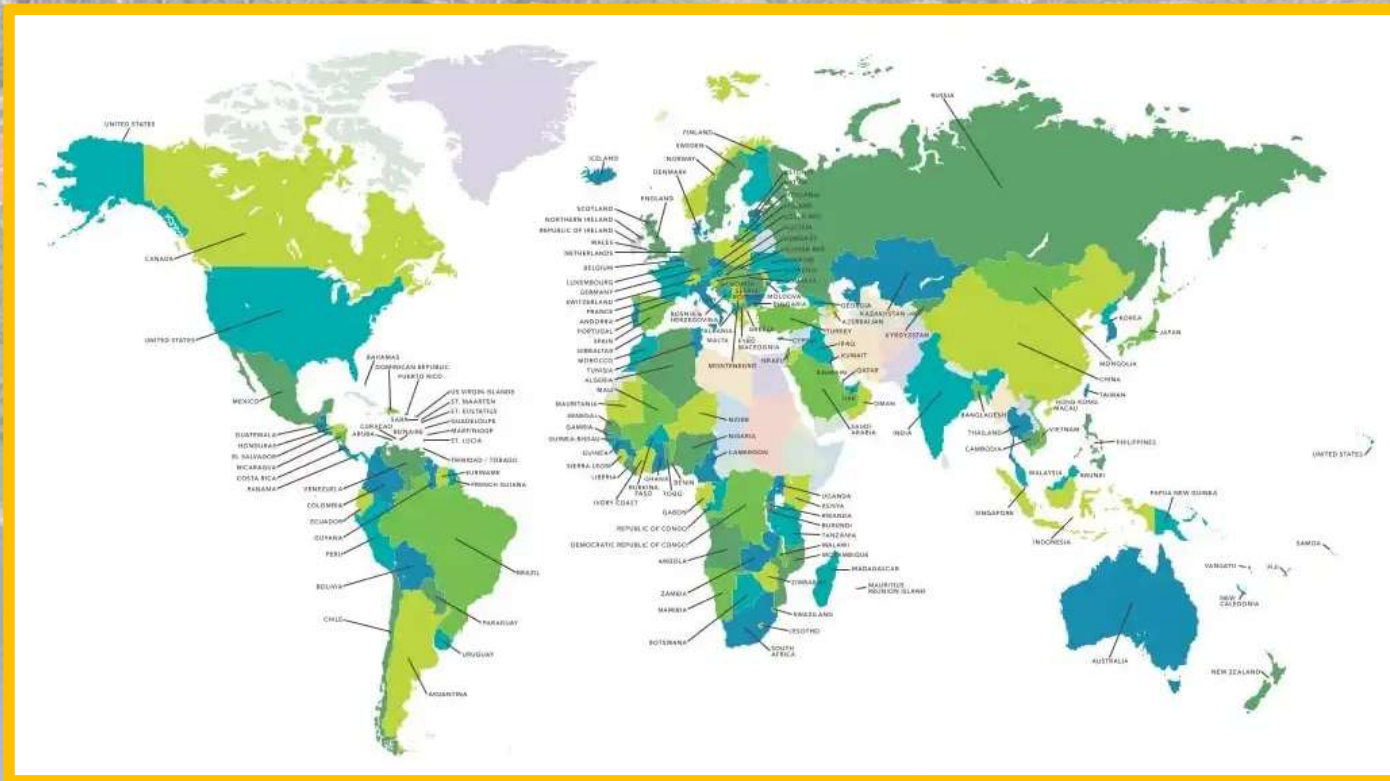 RUSSIA
UNITED STATES
FINLAND
SWEDEN
NORWAY
DENMARK
ICELAND
ENGLAND
SCOTLAND
NORTHERN IRELAND
REPUBLIC OF IRELAND
WALES
NETHERLANDS
BELGIUM
LUXEMBOURG
GERMANY
SWITZERLAND
FRANCE
ANDORRA
PORTUGAL
SPAIN
GIBRALTAR
MOROCCO
TUNISIA
ALGERIA
MALI
MAURITANIA
SENEGAL
GAMBIA
GUINEA-BISSAU
GUINEA
SIERRA LEON
LIBERIA
IVORY COAST
BURKINA
FASO
GHANA
TOGO
BENIN
BOSNIA &
HERZEGOVINA
ALBANIA
MALTA
FYRO
MACEDONIA
GREECE
MONTENEGRO
MOLDOVA
BULGARIA
GEORGIA
AZERBAIJAN
TURKEY
ISRAEL
IRAQ
KUWAIT
BAHRAIN
QATAR
UAE
OMAN
SAUDI
ARABIA
KAZAKHSTAN
KYRGYZSTAN
INDIA
BANGLADESH
THAILAND
CAMBODIA
VIETNAM
HONG KONG
MACAU
TAIWAN
CHINA
MONGOLIA
KOREA
JAPAN
PHILIPPINES
MALAYSIA
BRUNEI
SINGAPORE
INDONESIA
PAPUA NEW GUINEA
UNITED STATES
SAMOA
VANUATU
FIJI
NEW
CALEDONIA
AUSTRALIA
NEW ZEALAND
CANADA
UNITED STATES
MEXICO
BAHAMAS
DOMINICAN REPUBLIC
PUERTO RICO
US VIRGIN ISLANDS
ST. MAARTEN
ST. EUSTATIUS
SABA
GUADELOUPE
CURACAO
MARTINIQUE
ARUBA
BONAIRE
ST. LUCIA
TRINIDAD / TOBAGO
GUATEMALA
HONDURAS
EL SALVADOR
NICARAGUA
COSTA RICA
PANAMA
VENEZUELA
COLOMBIA
ECUADOR
GUYANA
PERU
BOLIVIA
CHILE
SURINAME
FRENCH GUIANA
BRAZIL
PARAGUAY
URUGUAY
ARGENTINA
NIGER
NIGERIA
CAMEROON
GABON
REPUBLIC OF CONGO
DEMOCRATIC REPUBLIC OF CONGO
ANGOLA
ZAMBIA
NAMIBIA
BOTSWANA
UGANDA
KENYA
RWANDA
BURUNDI
TANZANIA
MALAWI
MOZAMBIQUE
MADAGASCAR
MAURITIUS
REUNION ISLAND
ZIMBABWE
SWAZILAND
LESOTHO
SOUTH
AFRICA